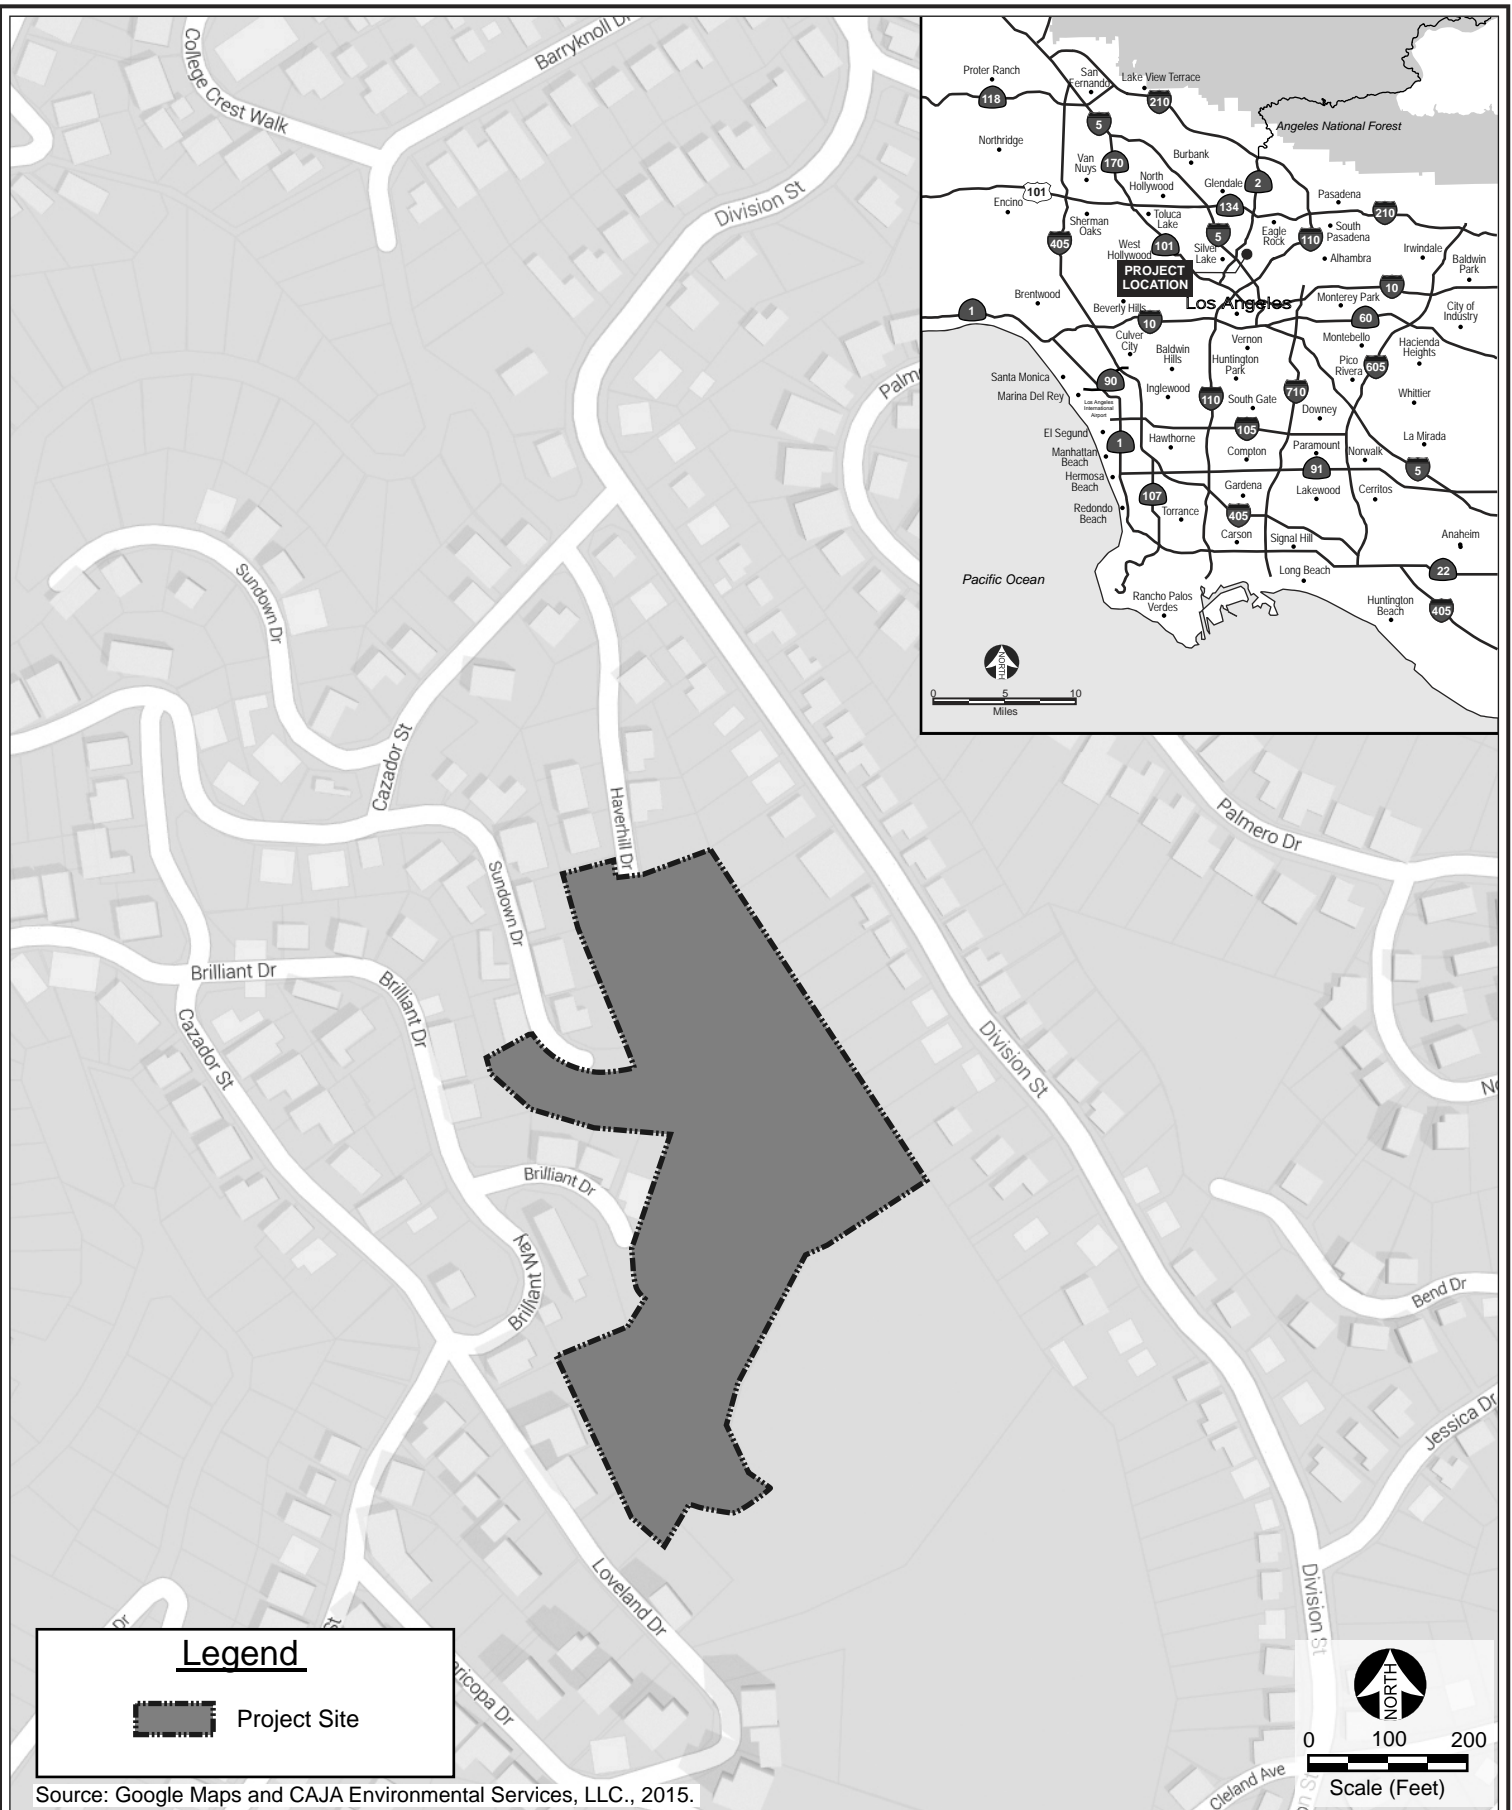 College Crest Walk
Barryknoll Dr
Division St
Sundown Dr
Cazador St
Haverhill Dr
Sundown Dr
Brilliant Dr
Brilliant Dr
Cazador St
Brilliant Dr
Brilliant Way
Division St
Palmero Dr
Bend Dr
Jessica Dr
Loveland Dr
Division St
Cleland Ave
Palm
Dr
st
aricopa Dr
Proter Ranch
118
San
Fernando
Lake View Terrace
210
5
Angeles National Forest
Northridge
Van
Nuys
170
Burbank
North
Hollywood
Glendale
2
101
134
Pasadena
210
Encino
Sherman
Oaks
Toluca
Lake
405
West
Hollywood
101
5
Silver
Lake
Eagle
Rock
110
South
Pasadena
Alhambra
Irwindale
Baldwin
Park
PROJECT
LOCATION
Brentwood
Beverly Hills
Los Angeles
Monterey Park
10
60
City of
Industry
1
10
Culver
City
Baldwin
Hills
Vernon
Huntington
Park
Montebello
Pico
Rivera
605
Hacienda
Heights
Santa Monica
90
Marina Del Rey
Los Angeles
International
Airport
Inglewood
110
South Gate
710
Downey
Whittier
El Segund
1
Hawthorne
105
Manhattan
Beach
Compton
Paramount
91
Norwalk
La Mirada
5
Hermosa
Beach
107
Gardena
Lakewood
Cerritos
Redondo
Beach
Torrance
405
Carson
Signal Hill
Anaheim
Pacific Ocean
Long Beach
22
Rancho Palos
Verdes
Huntington
Beach
405
NORTH
0 5 10
Miles
Legend
Project Site
NORTH
0 100 200
Scale (Feet)
Source: Google Maps and CAJA Environmental Services, LLC., 2015.